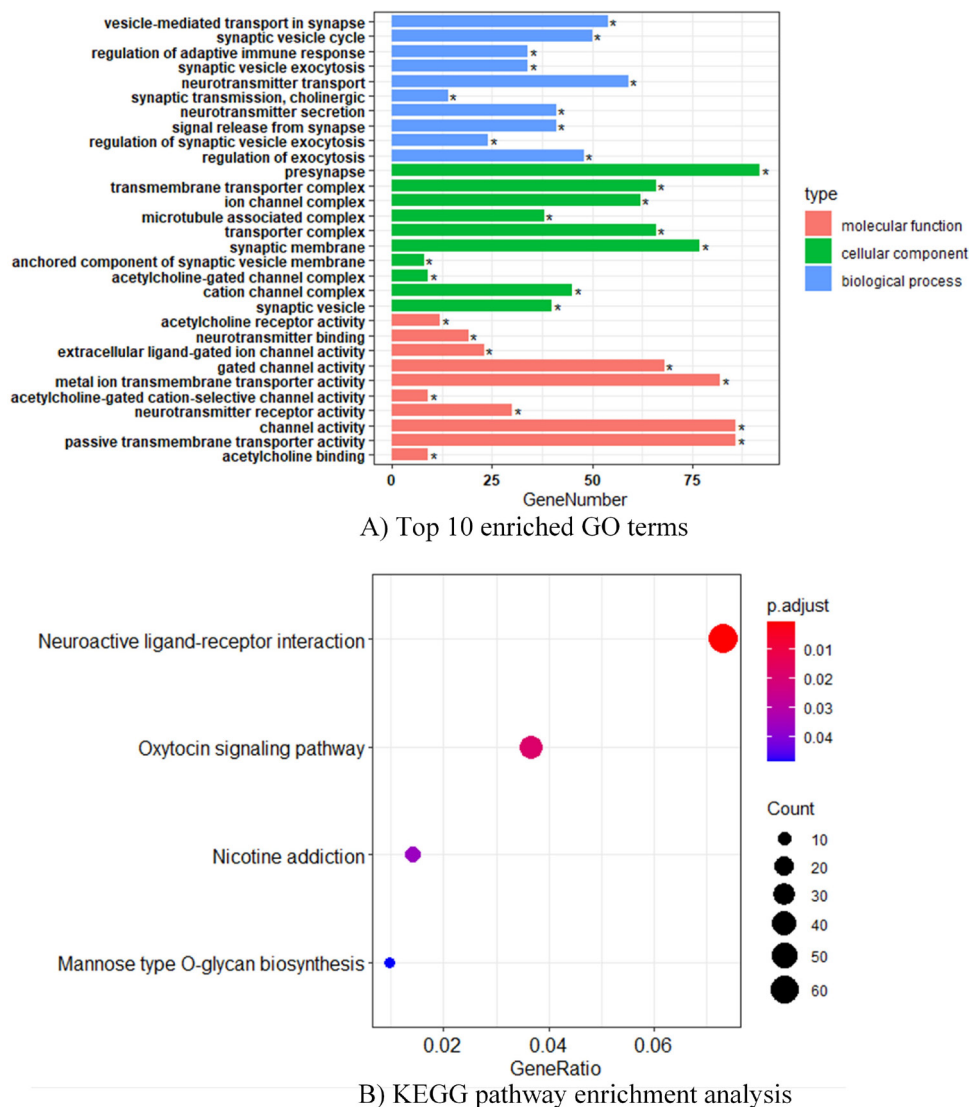 vesicle-mediated transport in synapse
synaptic vesicle cycle
regulation of adaptive immune response
synaptic vesicle exocytosis
neurotransmitter transport
synaptic transmission, cholinergic
neurotransmitter secretion
signal release from synapse
regulation of synaptic vesicle exocytosis
regulation of exocytosis
presynapse
transmembrane transporter complex
ion channel complex
microtubule associated complex
transporter complex
synaptic membrane
anchored component of synaptic vesicle membrane
acetylcholine-gated channel complex
cation channel complex
synaptic vesicle
acetylcholine receptor activity
neurotransmitter binding
extracellular ligand-gated ion channel activity
gated channel activity
metal ion transmembrane transporter activity
acetylcholine-gated cation-selective channel activity
neurotransmitter receptor activity
channel activity
passive transmembrane transporter activity
acetylcholine binding
0 25 50 75
GeneNumber
type
molecular function
cellular component
biological process
A) Top 10 enriched GO terms
Neuroactive ligand-receptor interaction
Oxytocin signaling pathway
Nicotine addiction
Mannose type O-glycan biosynthesis
0.02 0.04 0.06
GeneRatio
p.adjust
0.01
0.02
0.03
0.04
Count
10
20
30
40
50
60
B) KEGG pathway enrichment analysis